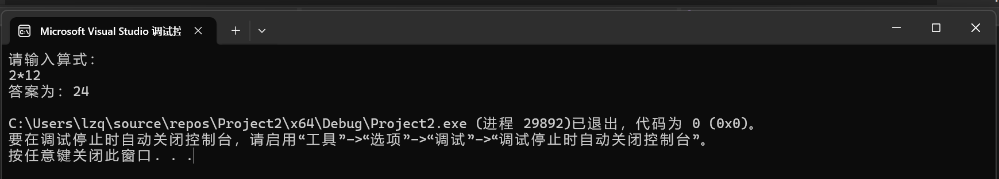 Microsoft Visual Studio 调试控
请输入算式：
2*12
答案为：24
C:\Users\lzq\source\repos\Project2\x64\Debug\Project2.exe (进程 29892)已退出，代码为 0 (0x0)。
要在调试停止时自动关闭控制台，请启用“工具”->“选项”->“调试”->“调试停止时自动关闭控制台”。
按任意键关闭此窗口. . .